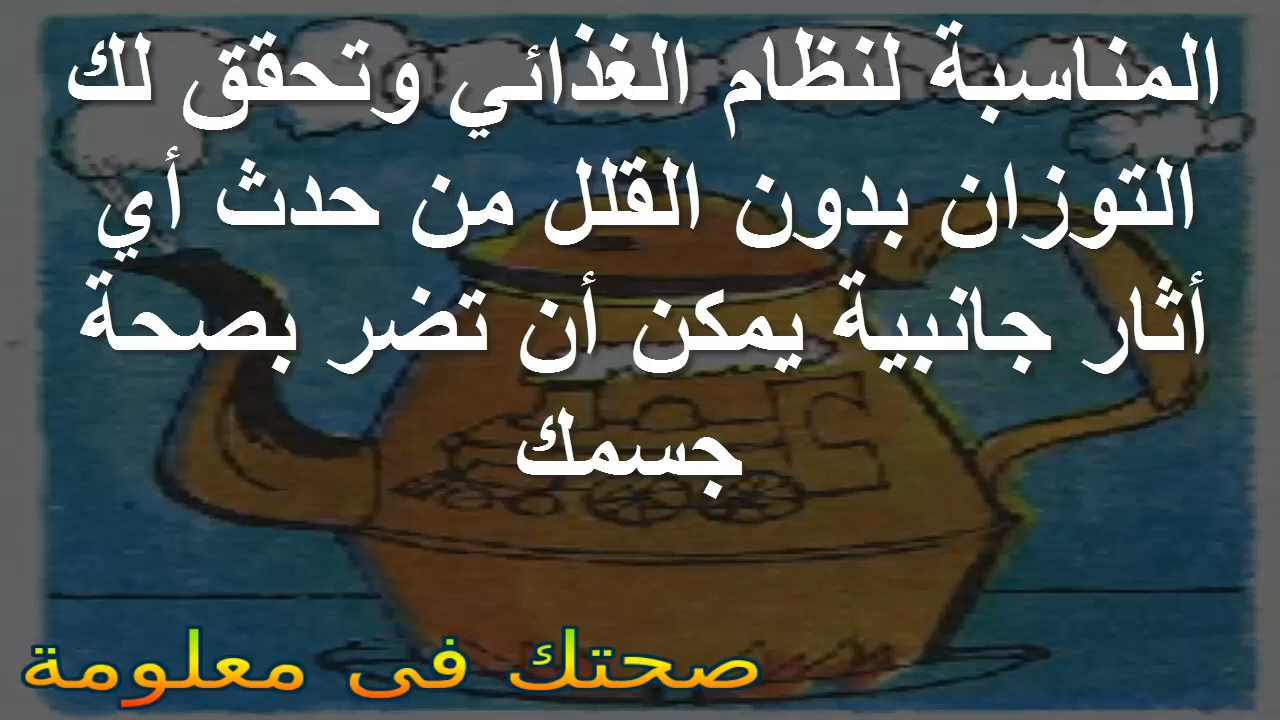 المناسبة لنظام الغذائي وتحقق لك
التوزان بدون القلل من حدث أي
أثار جانبية يمكن أن تضر بصحة
جسمك
صحتك فى معلومة